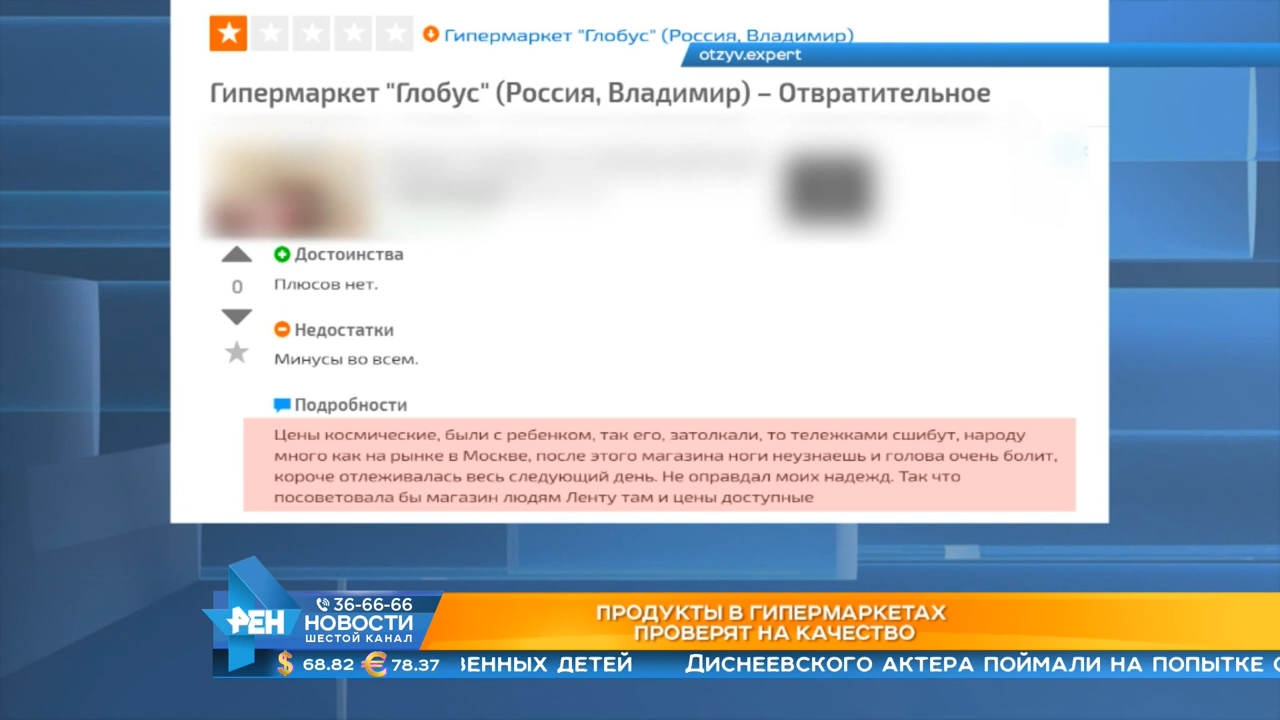 Гипермаркет "Глобус" (Россия, Владимир)
otzyv.expert
Гипермаркет "Глобус" (Россия, Владимир) – Отвратительное
Достоинства
0
Плюсов нет.
Недостатки
Минусы во всем.
Подробности
Цены космические, были с ребенком, так его, затолкали, то тележками сшибут, народу
много как на рынке в Москве, после этого магазина ноги неузнаешь и голова очень болит,
короче отлеживалась весь следующий день. Не оправдал моих надежд. Так что
посоветовала бы магазин людям Ленту там и цены доступные
РЕН
36-66-66
НОВОСТИ
ШЕСТОЙ КАНАЛ
ПРОДУКТЫ В ГИПЕРМАРКЕТАХ
ПРОВЕРЯТ НА КАЧЕСТВО
$ 68.82 € 78.37 ВЕННЫХ ДЕТЕЙ ДИСНЕЕВСКОГО АКТЕРА ПОЙМАЛИ НА ПОПЫТКЕ С